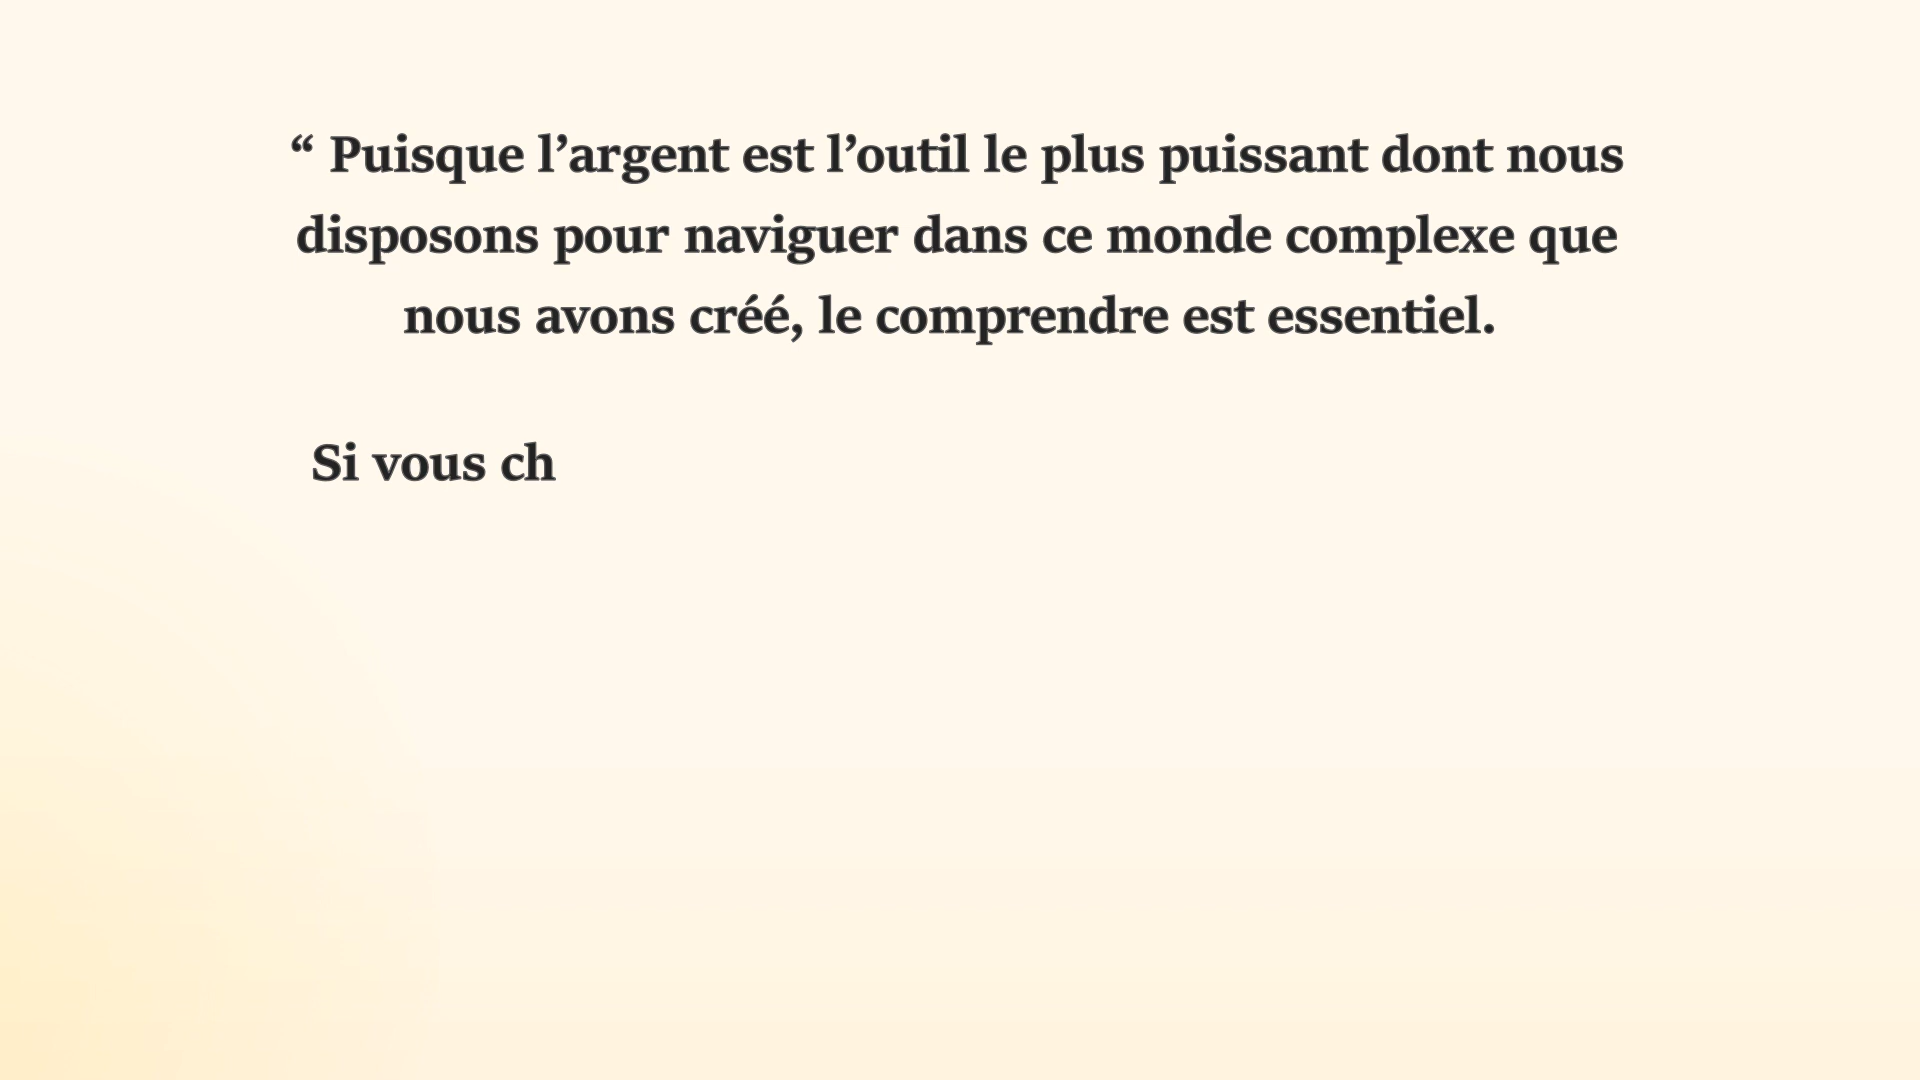 “ Puisque l’argent est l’outil le plus puissant dont nous
disposons pour naviguer dans ce monde complexe que
nous avons créé, le comprendre est essentiel.
Si vous ch